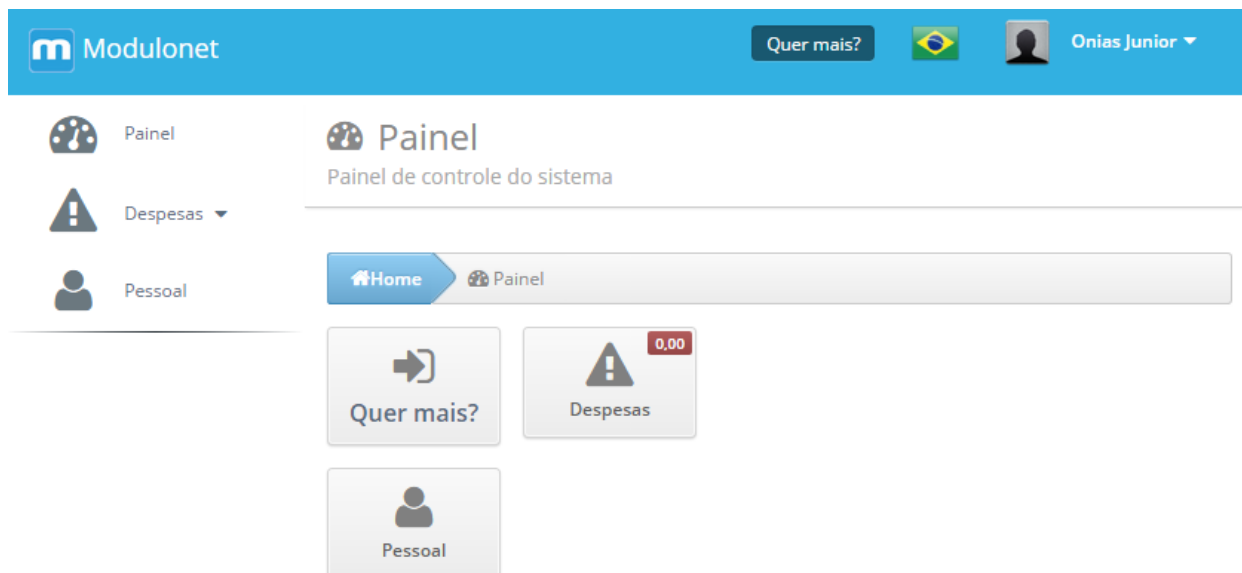 m Modulonet
Quer mais?
Onias Junior
Painel
Despesas
Pessoal
Painel
Painel de controle do sistema
Home
Painel
Quer mais?
0,00
Despesas
Pessoal